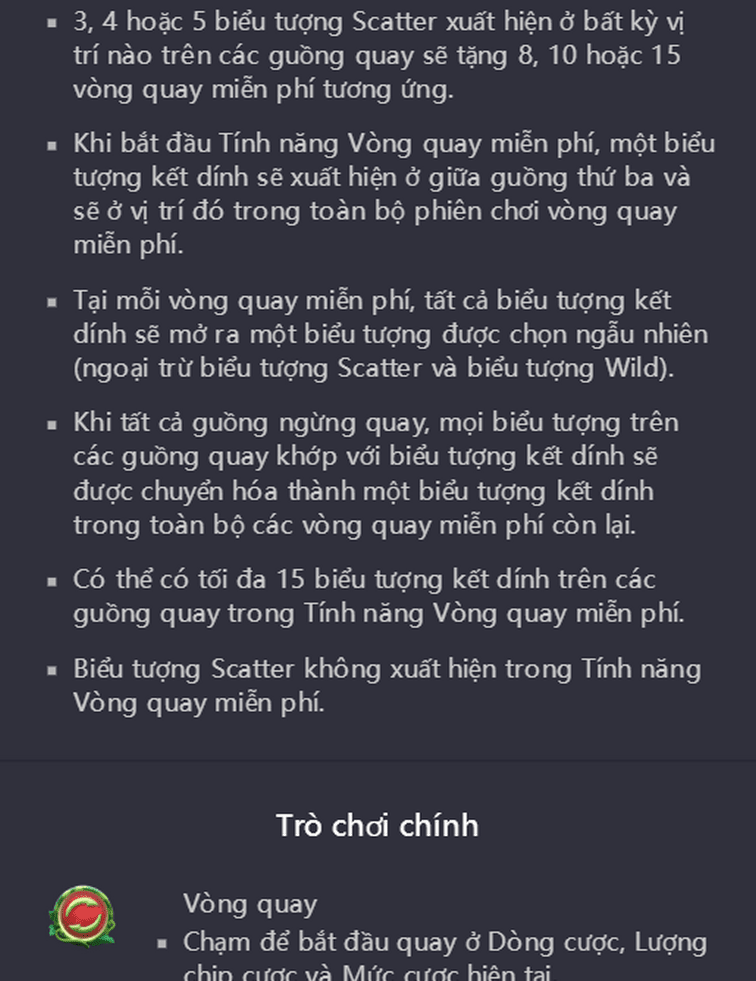 ▪ 3, 4 hoặc 5 biểu tượng Scatter xuất hiện ở bất kỳ vị
trí nào trên các guồng quay sẽ tặng 8, 10 hoặc 15
vòng quay miễn phí tương ứng.
▪ Khi bắt đầu Tính năng Vòng quay miễn phí, một biểu
tượng kết dính sẽ xuất hiện ở giữa guồng thứ ba và
sẽ ở vị trí đó trong toàn bộ phiên chơi vòng quay
miễn phí.
▪ Tại mỗi vòng quay miễn phí, tất cả biểu tượng kết
dính sẽ mở ra một biểu tượng được chọn ngẫu nhiên
(ngoại trừ biểu tượng Scatter và biểu tượng Wild).
▪ Khi tất cả guồng ngừng quay, mọi biểu tượng trên
các guồng quay khớp với biểu tượng kết dính sẽ
được chuyển hóa thành một biểu tượng kết dính
trong toàn bộ các vòng quay miễn phí còn lại.
▪ Có thể có tối đa 15 biểu tượng kết dính trên các
guồng quay trong Tính năng Vòng quay miễn phí.
▪ Biểu tượng Scatter không xuất hiện trong Tính năng
Vòng quay miễn phí.
Trò chơi chính
Vòng quay
▪ Chạm để bắt đầu quay ở Dòng cược, Lượng
chip cược và Mức cược hiện tại